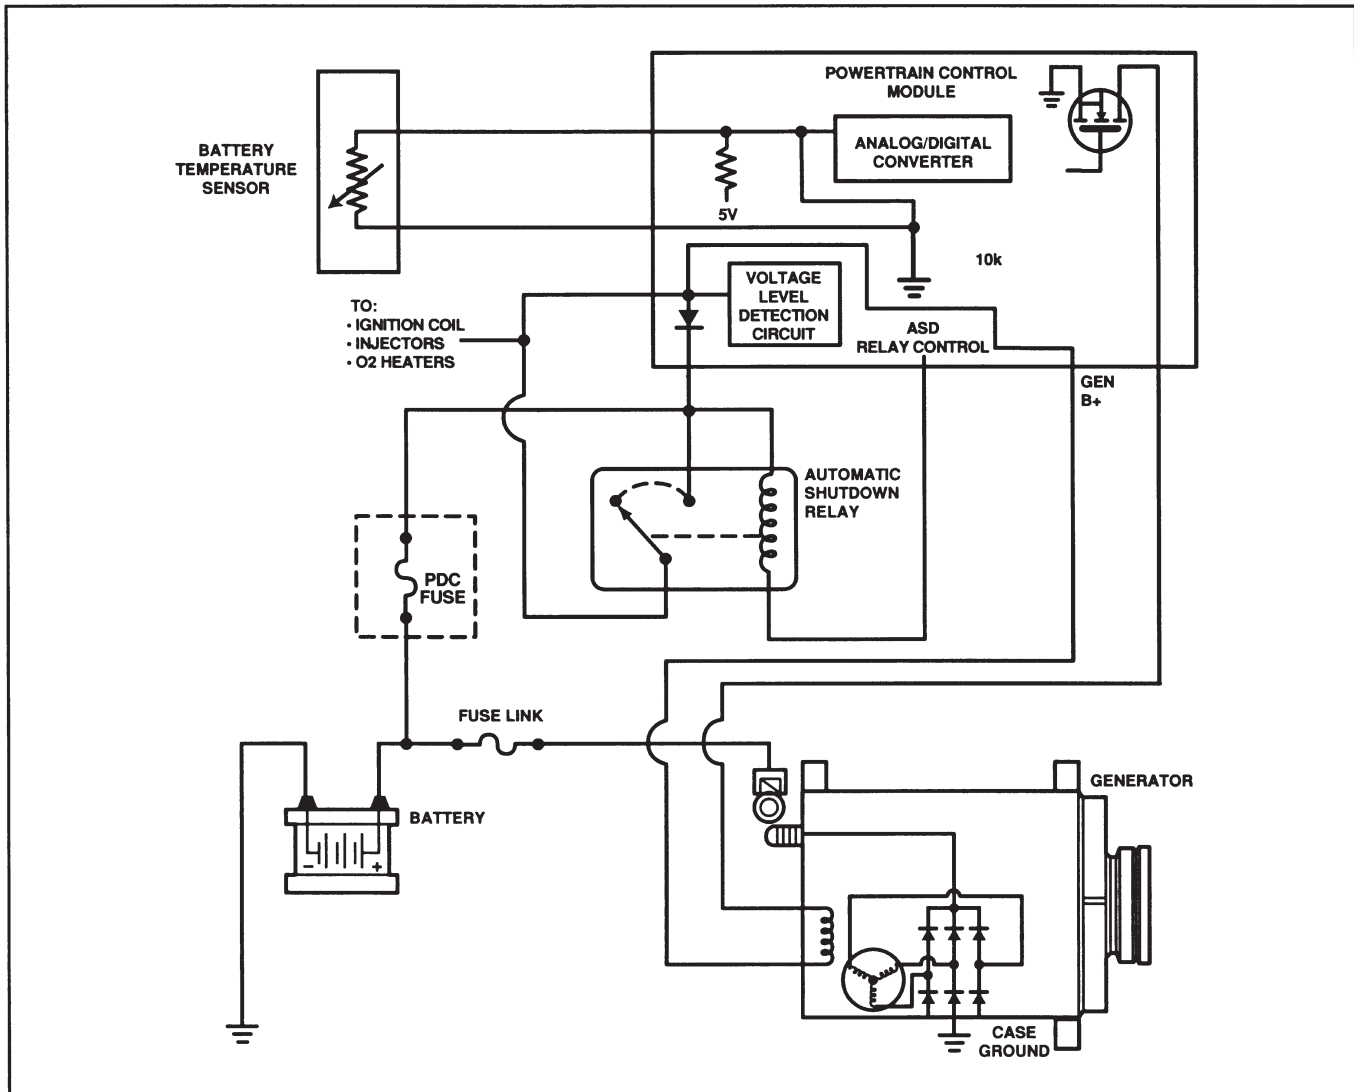 POWERTRAIN CONTROL
MODULE
BATTERY
TEMPERATURE
SENSOR
ANALOG/DIGITAL
CONVERTER
5V
10k
VOLTAGE
LEVEL
DETECTION
CIRCUIT
TO:
• IGNITION COIL
• INJECTORS
• O2 HEATERS
ASD
RELAY CONTROL
GEN
B+
AUTOMATIC
SHUTDOWN
RELAY
PDC
FUSE
FUSE LINK
BATTERY
- +
GENERATOR
CASE
GROUND